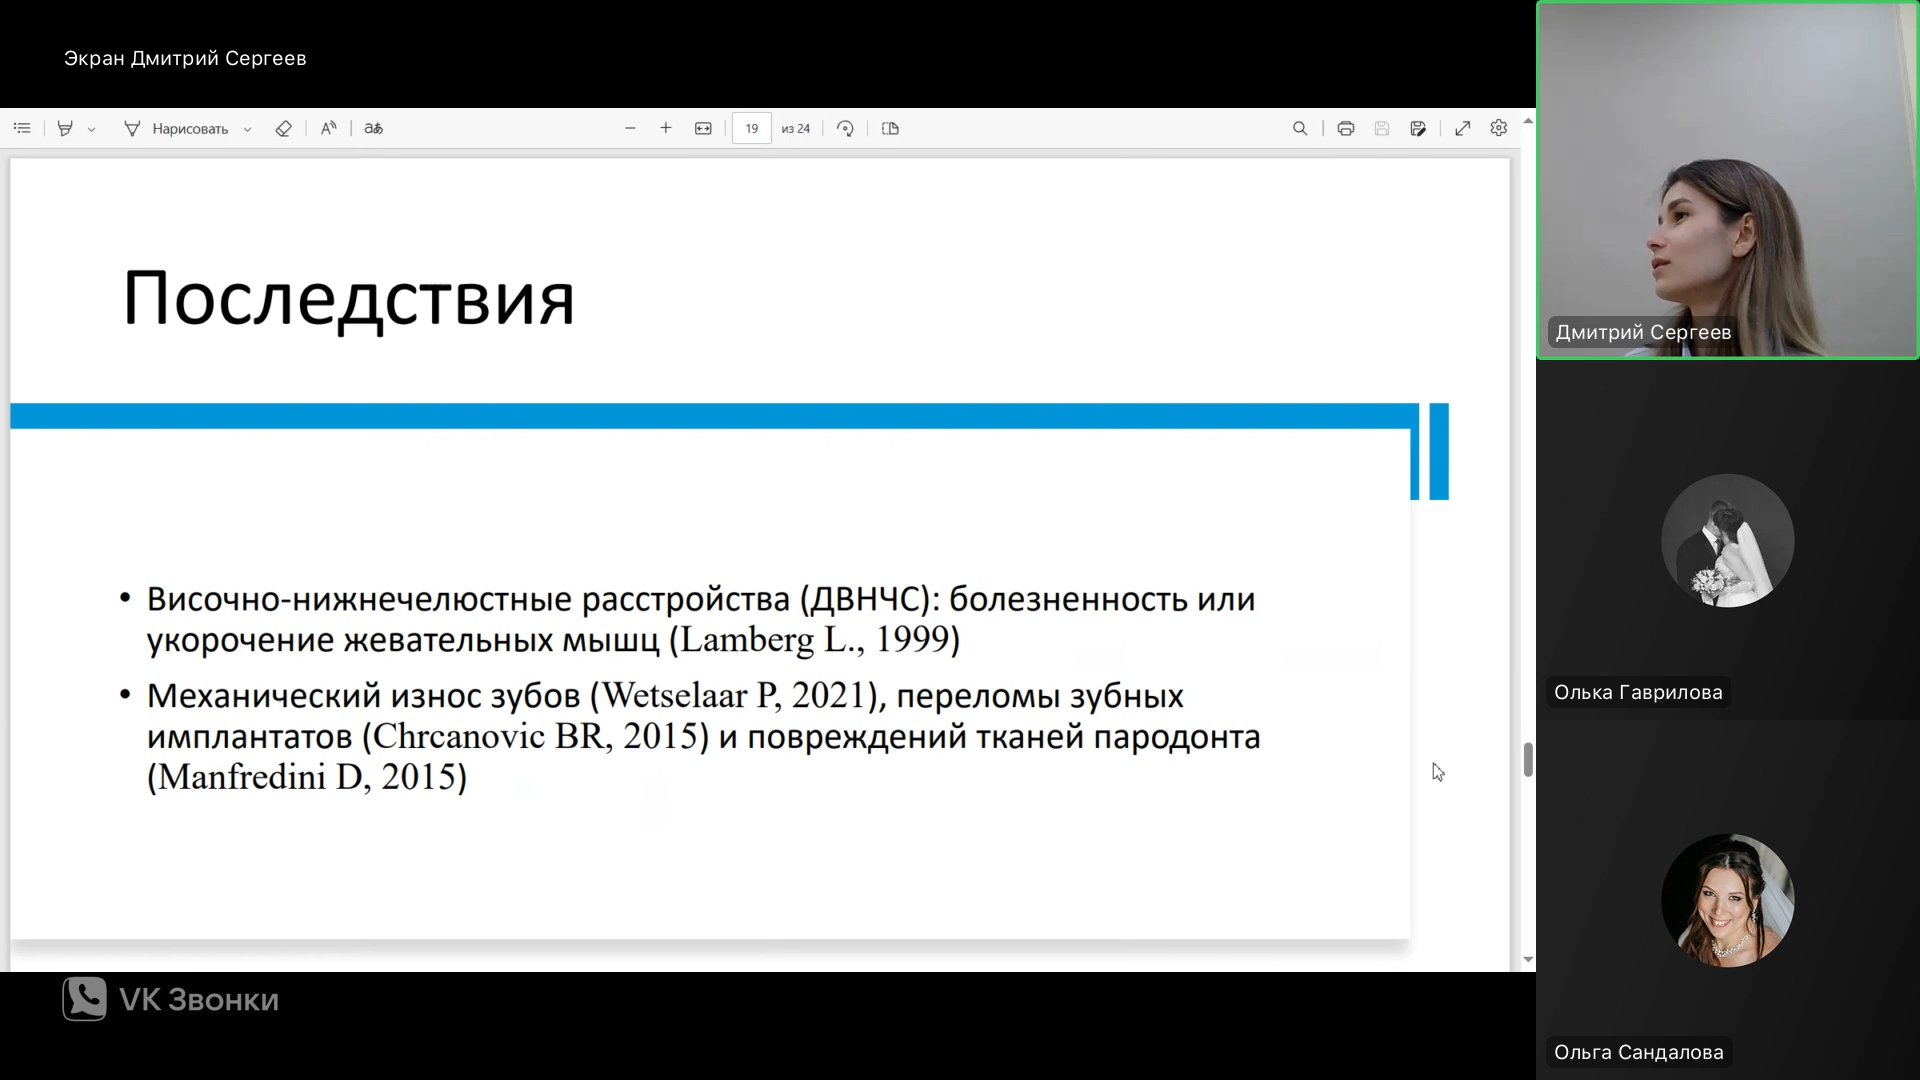 Экран Дмитрий Сергеев
Нарисовать
19
из 24
Последствия
• Височно-нижнечелюстные расстройства (ДВНЧС): болезненность или
укорочение жевательных мышц (Lamberg L., 1999)
• Механический износ зубов (Wetselaar P, 2021), переломы зубных
имплантатов (Chrcanovic BR, 2015) и повреждений тканей пародонта
(Manfredini D, 2015)
VK Звонки
Дмитрий Сергеев
Олька Гаврилова
Ольга Сандалова